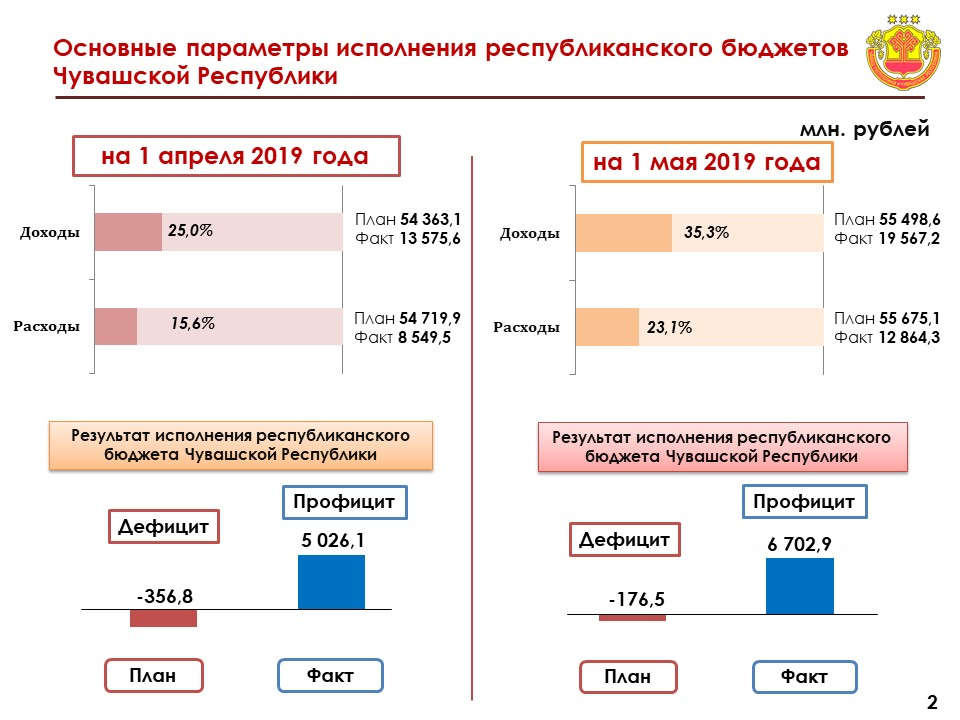 Основные параметры исполнения республиканского бюджетов
Чувашской Республики
млн. рублей
на 1 апреля 2019 года
Доходы
25,0%
План 54 363,1
Факт 13 575,6
Расходы
15,6%
План 54 719,9
Факт 8 549,5
Результат исполнения республиканского
бюджета Чувашской Республики
Дефицит
Профицит
-356,8
5 026,1
План
Факт
на 1 мая 2019 года
Доходы
35,3%
План 55 498,6
Факт 19 567,2
Расходы
23,1%
План 55 675,1
Факт 12 864,3
Результат исполнения республиканского
бюджета Чувашской Республики
Дефицит
Профицит
-176,5
6 702,9
План
Факт
2